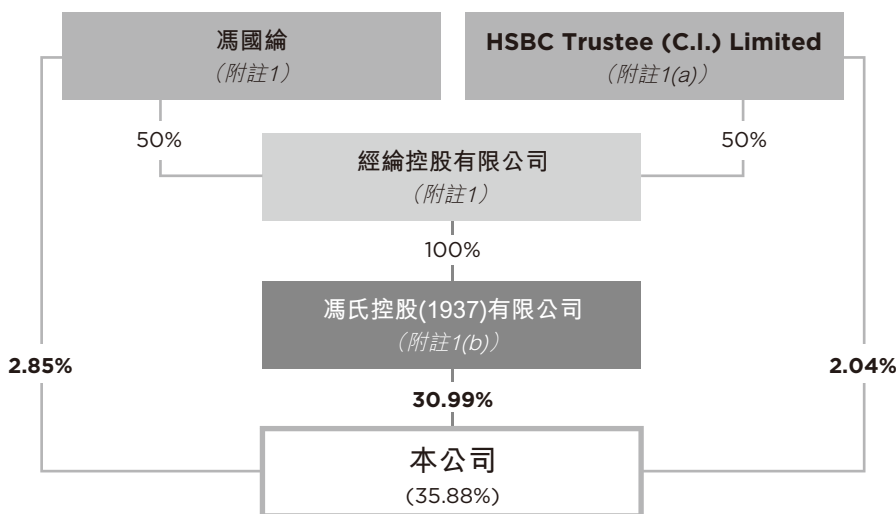 馮國綸
（附註1）
HSBC Trustee (C.I.) Limited
（附註1(a)）
50%
50%
經綸控股有限公司
（附註1）
100%
馮氏控股(1937)有限公司
（附註1(b)）
2.85%
2.04%
30.99%
本公司
(35.88%)